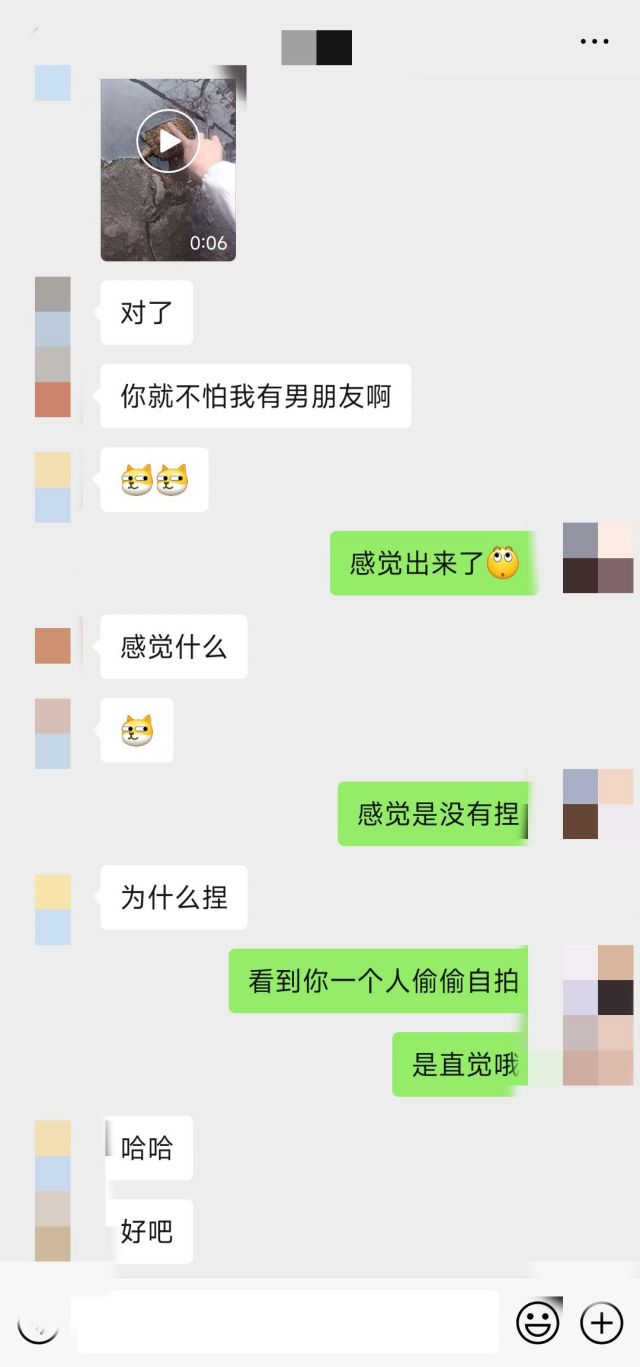 0:06
对了
你就不怕我有男朋友啊
感觉出来了
感觉什么
感觉是没有捏
为什么捏
看到你一个人偷偷自拍
是直觉哦
哈哈
好吧